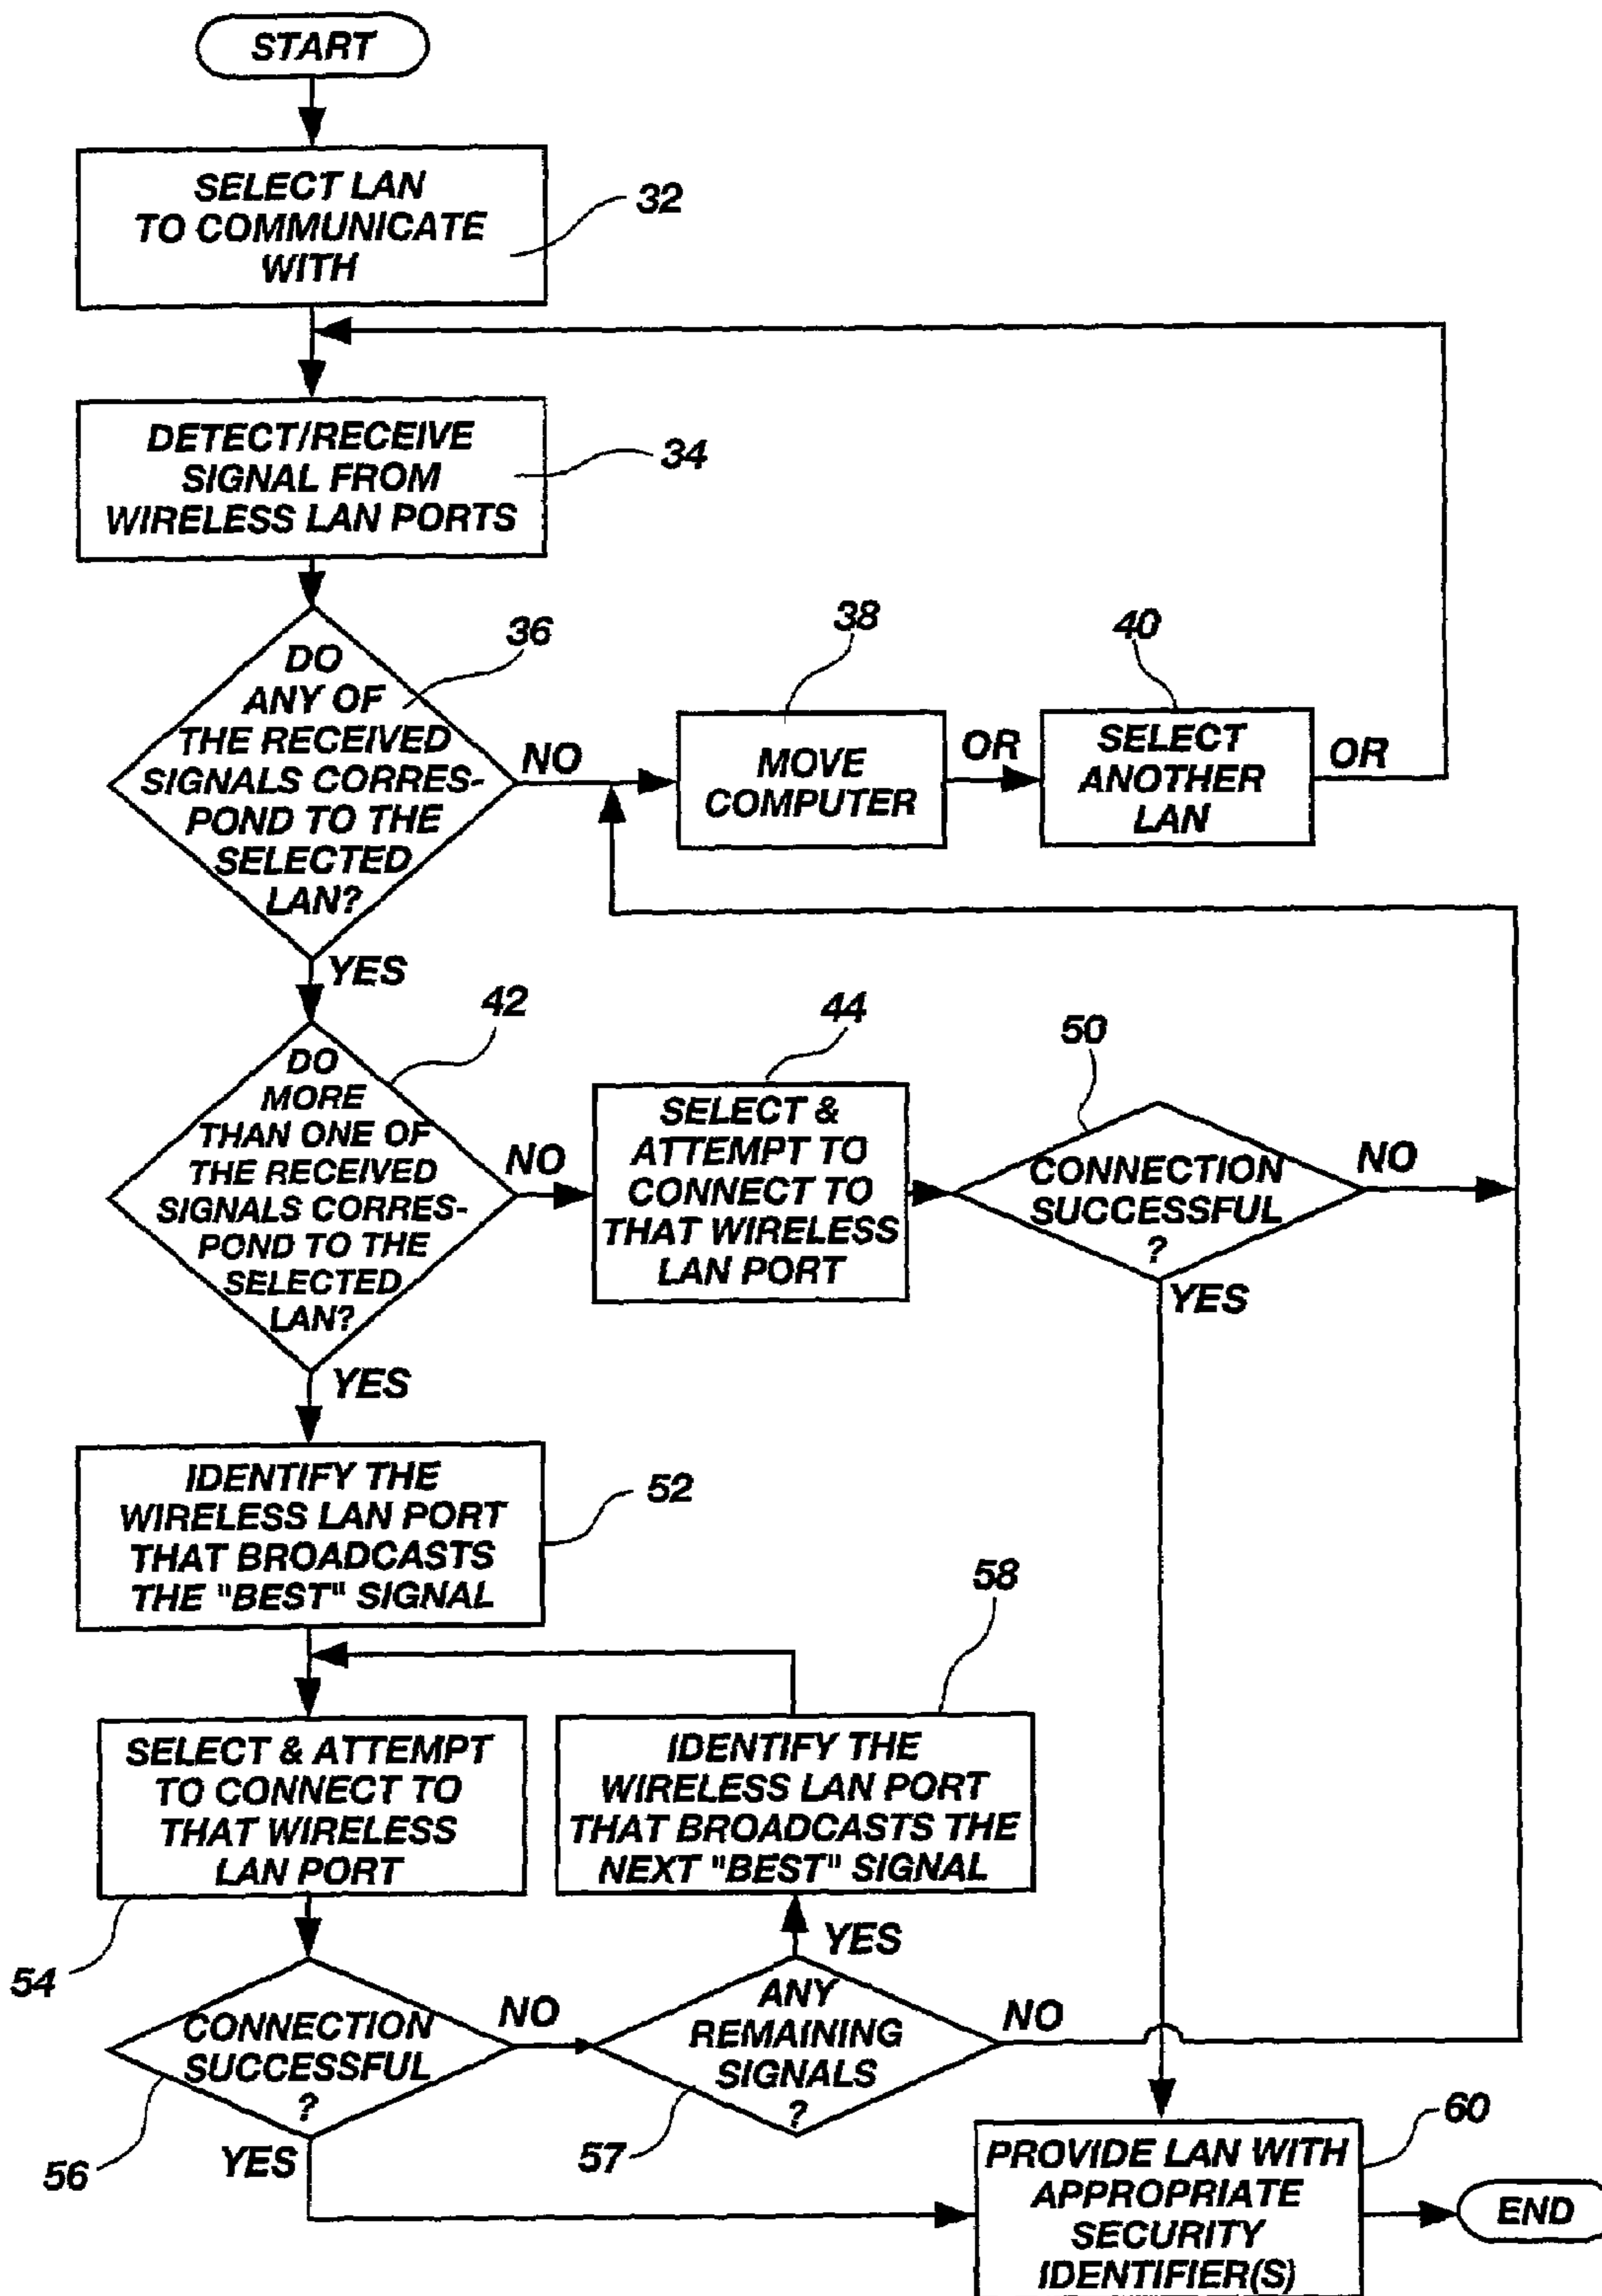 START
SELECT LAN
TO COMMUNICATE
WITH
32
DETECT/RECEIVE
SIGNAL FROM
WIRELESS LAN PORTS
34
DO
ANY OF
THE RECEIVED
SIGNALS CORRES-
POND TO THE
SELECTED
LAN?
36
NO
YES
38
MOVE
COMPUTER
OR
40
SELECT
ANOTHER
LAN
OR
42
DO
MORE
THAN ONE OF
THE RECEIVED
SIGNALS CORRES-
POND TO THE
SELECTED
LAN?
NO
YES
44
SELECT &
ATTEMPT TO
CONNECT TO
THAT WIRELESS
LAN PORT
50
CONNECTION
SUCCESSFUL
?
NO
YES
IDENTIFY THE
WIRELESS LAN PORT
THAT BROADCASTS
THE "BEST" SIGNAL
52
58
SELECT & ATTEMPT
TO CONNECT TO
THAT WIRELESS
LAN PORT
54
IDENTIFY THE
WIRELESS LAN PORT
THAT BROADCASTS THE
NEXT "BEST" SIGNAL
YES
CONNECTION
SUCCESSFUL
?
56
NO
YES
ANY
REMAINING
SIGNALS
?
57
NO
60
PROVIDE LAN WITH
APPROPRIATE
SECURITY
IDENTIFIER(S)
END